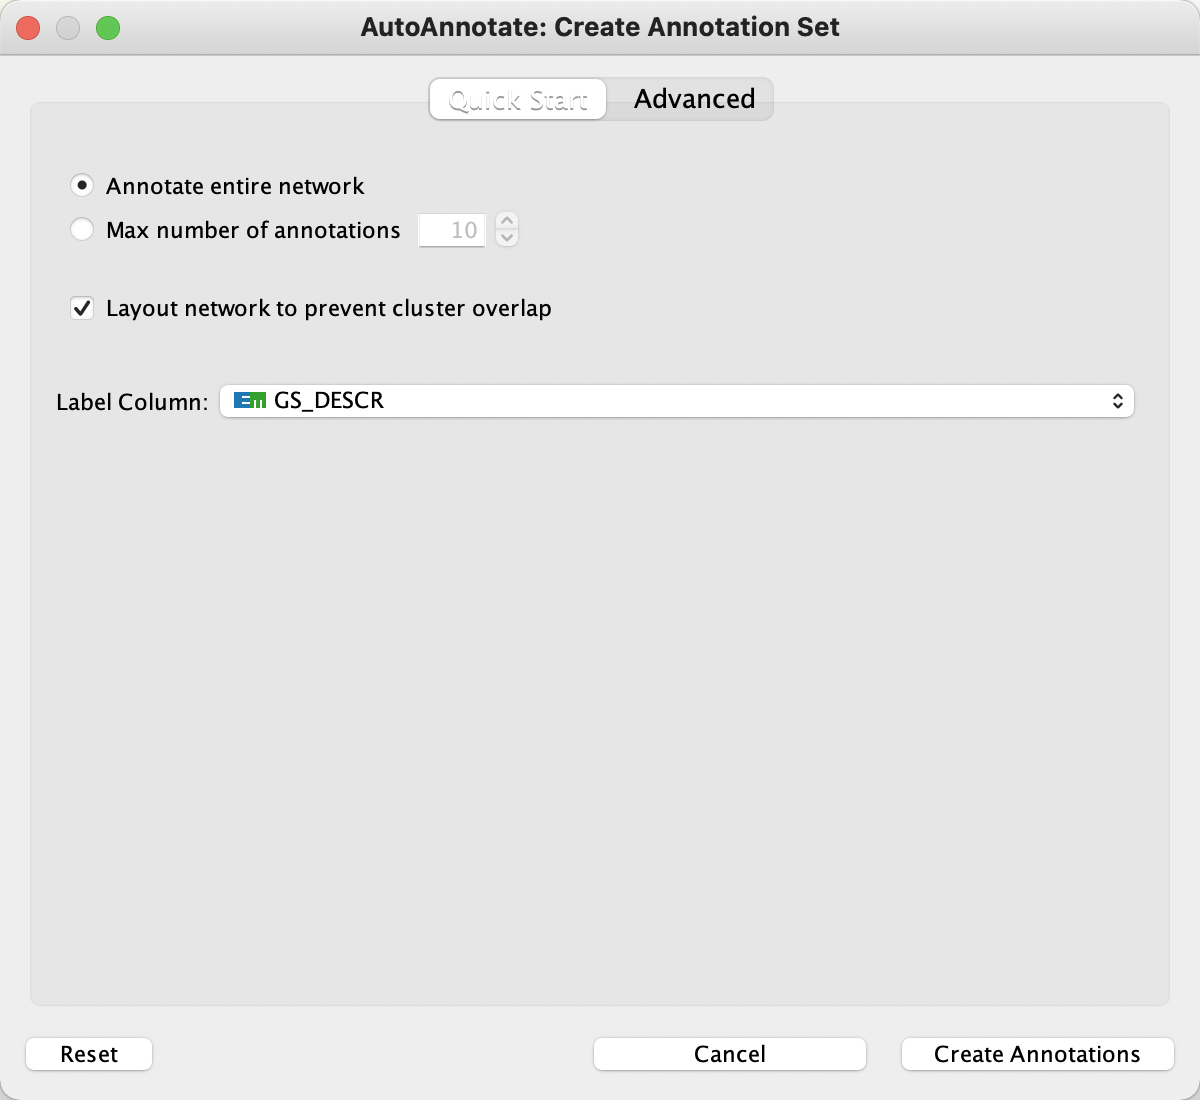 AutoAnnotate: Create Annotation Set
Quick Start Advanced
Annotate entire network
Max number of annotations 10
Layout network to prevent cluster overlap
Label Column: Em GS_DESCR
Reset Cancel Create Annotations